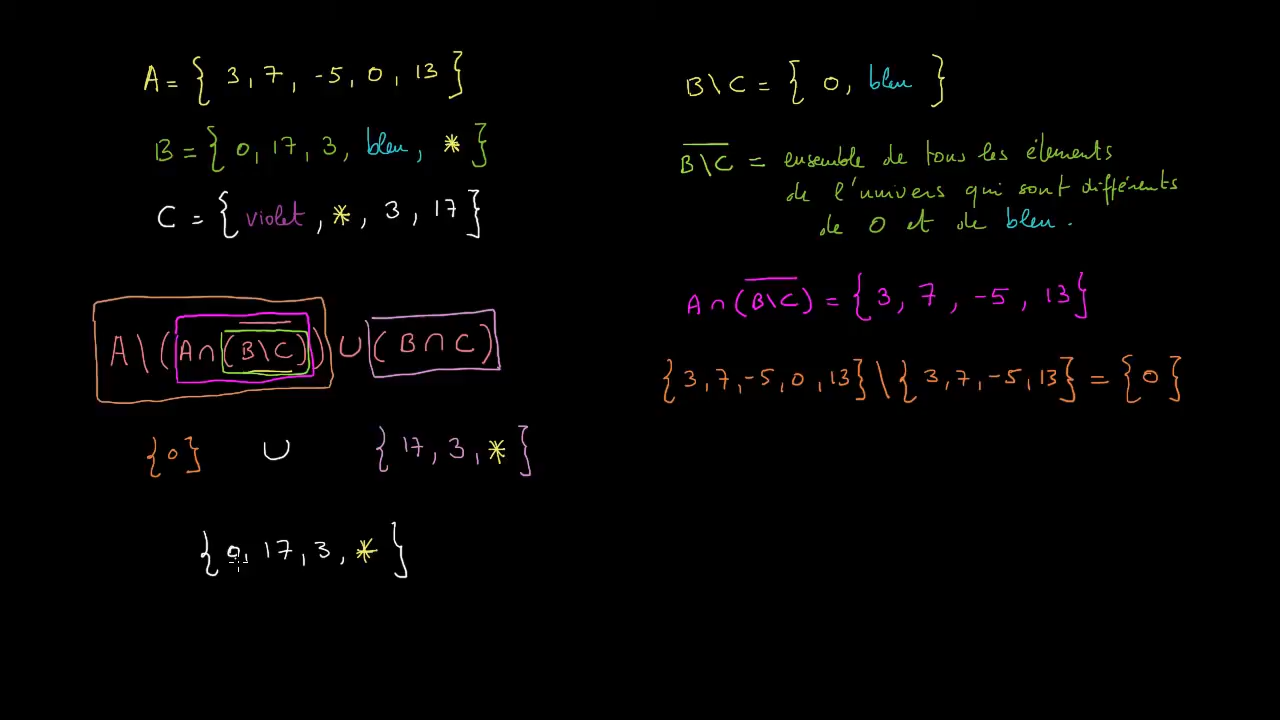 A = { 3, 7, -5, 0, 13 }
B = { 0, 17, 3, bleu, * }
C = { violet, *, 3, 17 }
A \ ( A ∩ (B̅ \̅ C̅) ) ∪ ( B ∩ C )
{0} ∪ { 17, 3, * }
{ 0, 17, 3, * }
B \ C = { 0, bleu }
B̅ \̅ C̅ = ensemble de tous les élements
de l'univers qui sont différents
de 0 et de bleu.
A ∩ (B̅ \̅ C̅) = { 3, 7, -5, 13 }
{ 3, 7, -5, 0, 13 } \ { 3, 7, -5, 13 } = { 0 }